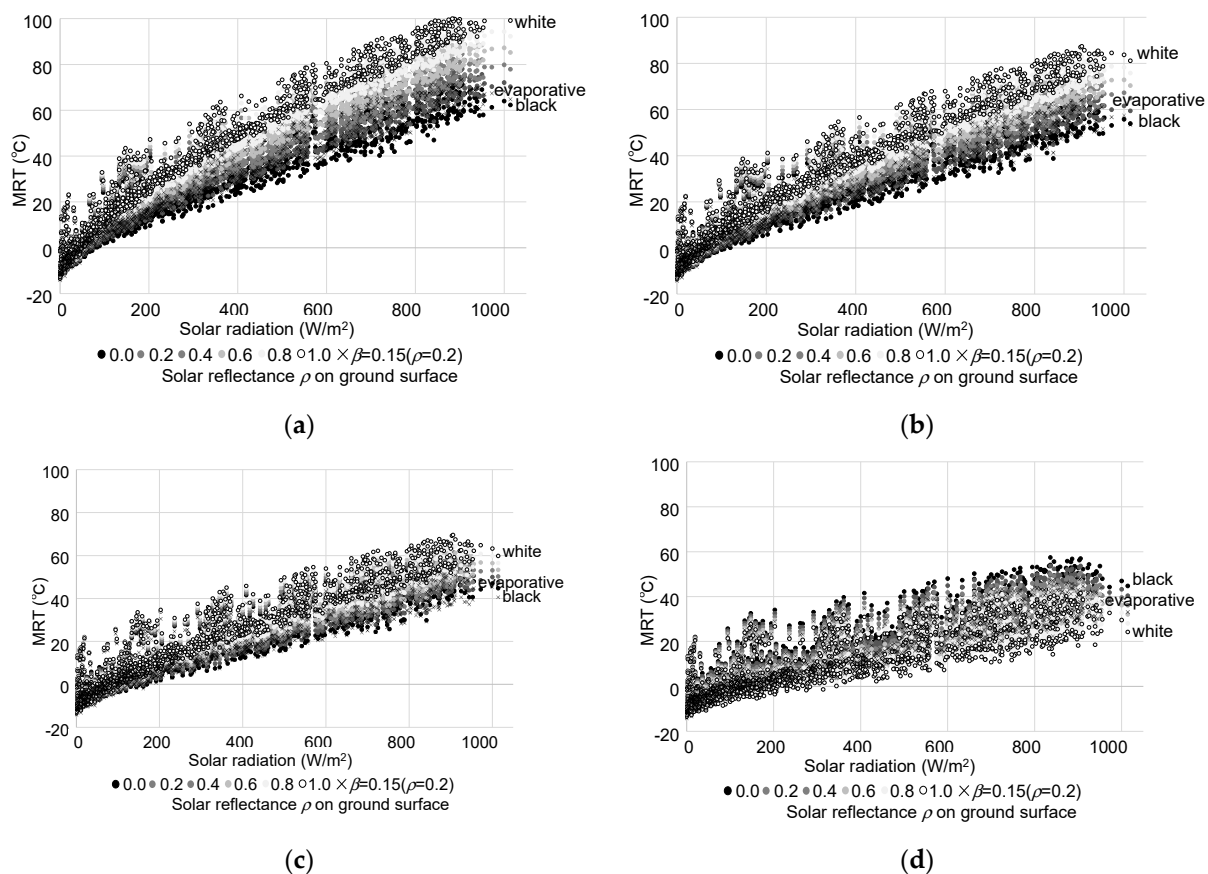 100
80
60
40
20
0
-20
MRT (°C)
white
evaporative
black
0 200 400 600 800 1000
Solar radiation (W/m²)
●0.0 ●0.2 ●0.4 ●0.6 ●0.8 ○1.0 ×β=0.15(ρ=0.2)
Solar reflectance ρ on ground surface
(a)
100
80
60
40
20
0
-20
MRT (°C)
white
evaporative
black
0 200 400 600 800 1000
Solar radiation (W/m²)
●0.0 ●0.2 ●0.4 ●0.6 ●0.8 ○1.0 ×β=0.15(ρ=0.2)
Solar reflectance ρ on ground surface
(b)
100
80
60
40
20
0
-20
MRT (°C)
white
evaporative
black
0 200 400 600 800 1000
Solar radiation (W/m²)
●0.0 ●0.2 ●0.4 ●0.6 ●0.8 ○1.0 ×β=0.15(ρ=0.2)
Solar reflectance ρ on ground surface
(c)
100
80
60
40
20
0
-20
MRT (°C)
black
evaporative
white
0 200 400 600 800 1000
Solar radiation (W/m²)
●0.0 ●0.2 ●0.4 ●0.6 ●0.8 ○1.0 ×β=0.15(ρ=0.2)
Solar reflectance ρ on ground surface
(d)